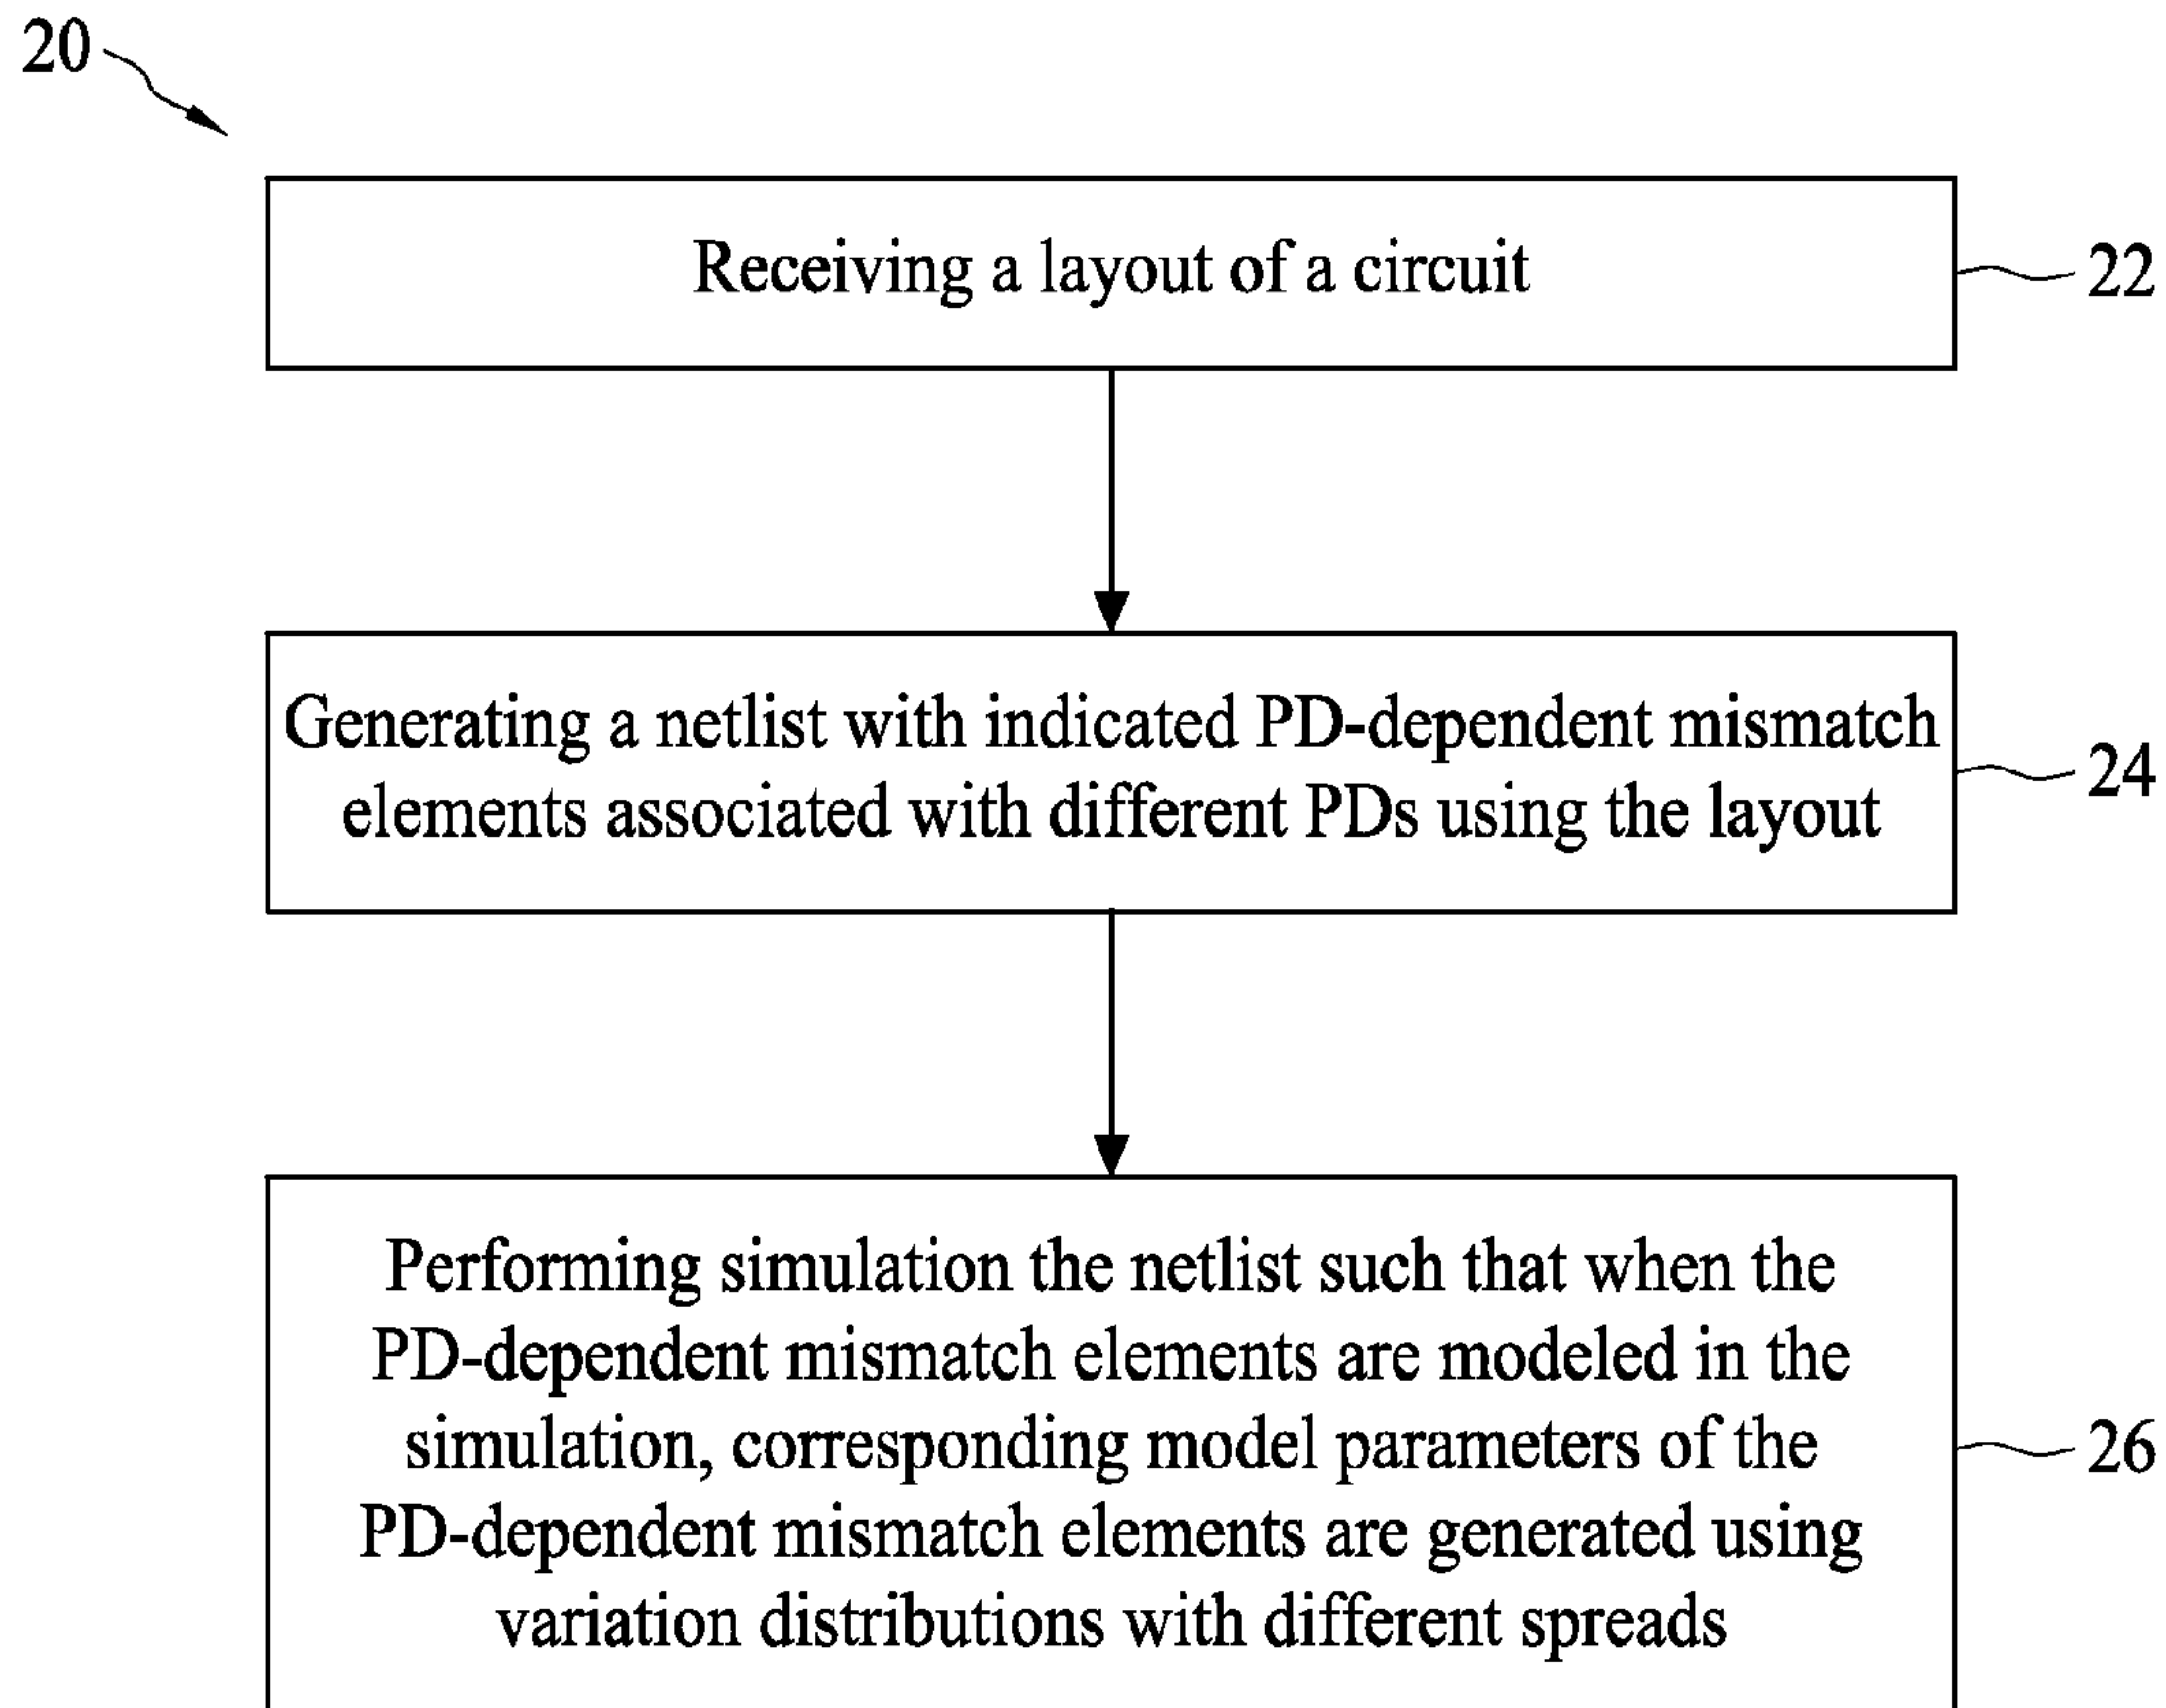 20
Receiving a layout of a circuit
22
Generating a netlist with indicated PD-dependent mismatch
elements associated with different PDs using the layout
24
Performing simulation the netlist such that when the
PD-dependent mismatch elements are modeled in the
simulation, corresponding model parameters of the
PD-dependent mismatch elements are generated using
variation distributions with different spreads
26